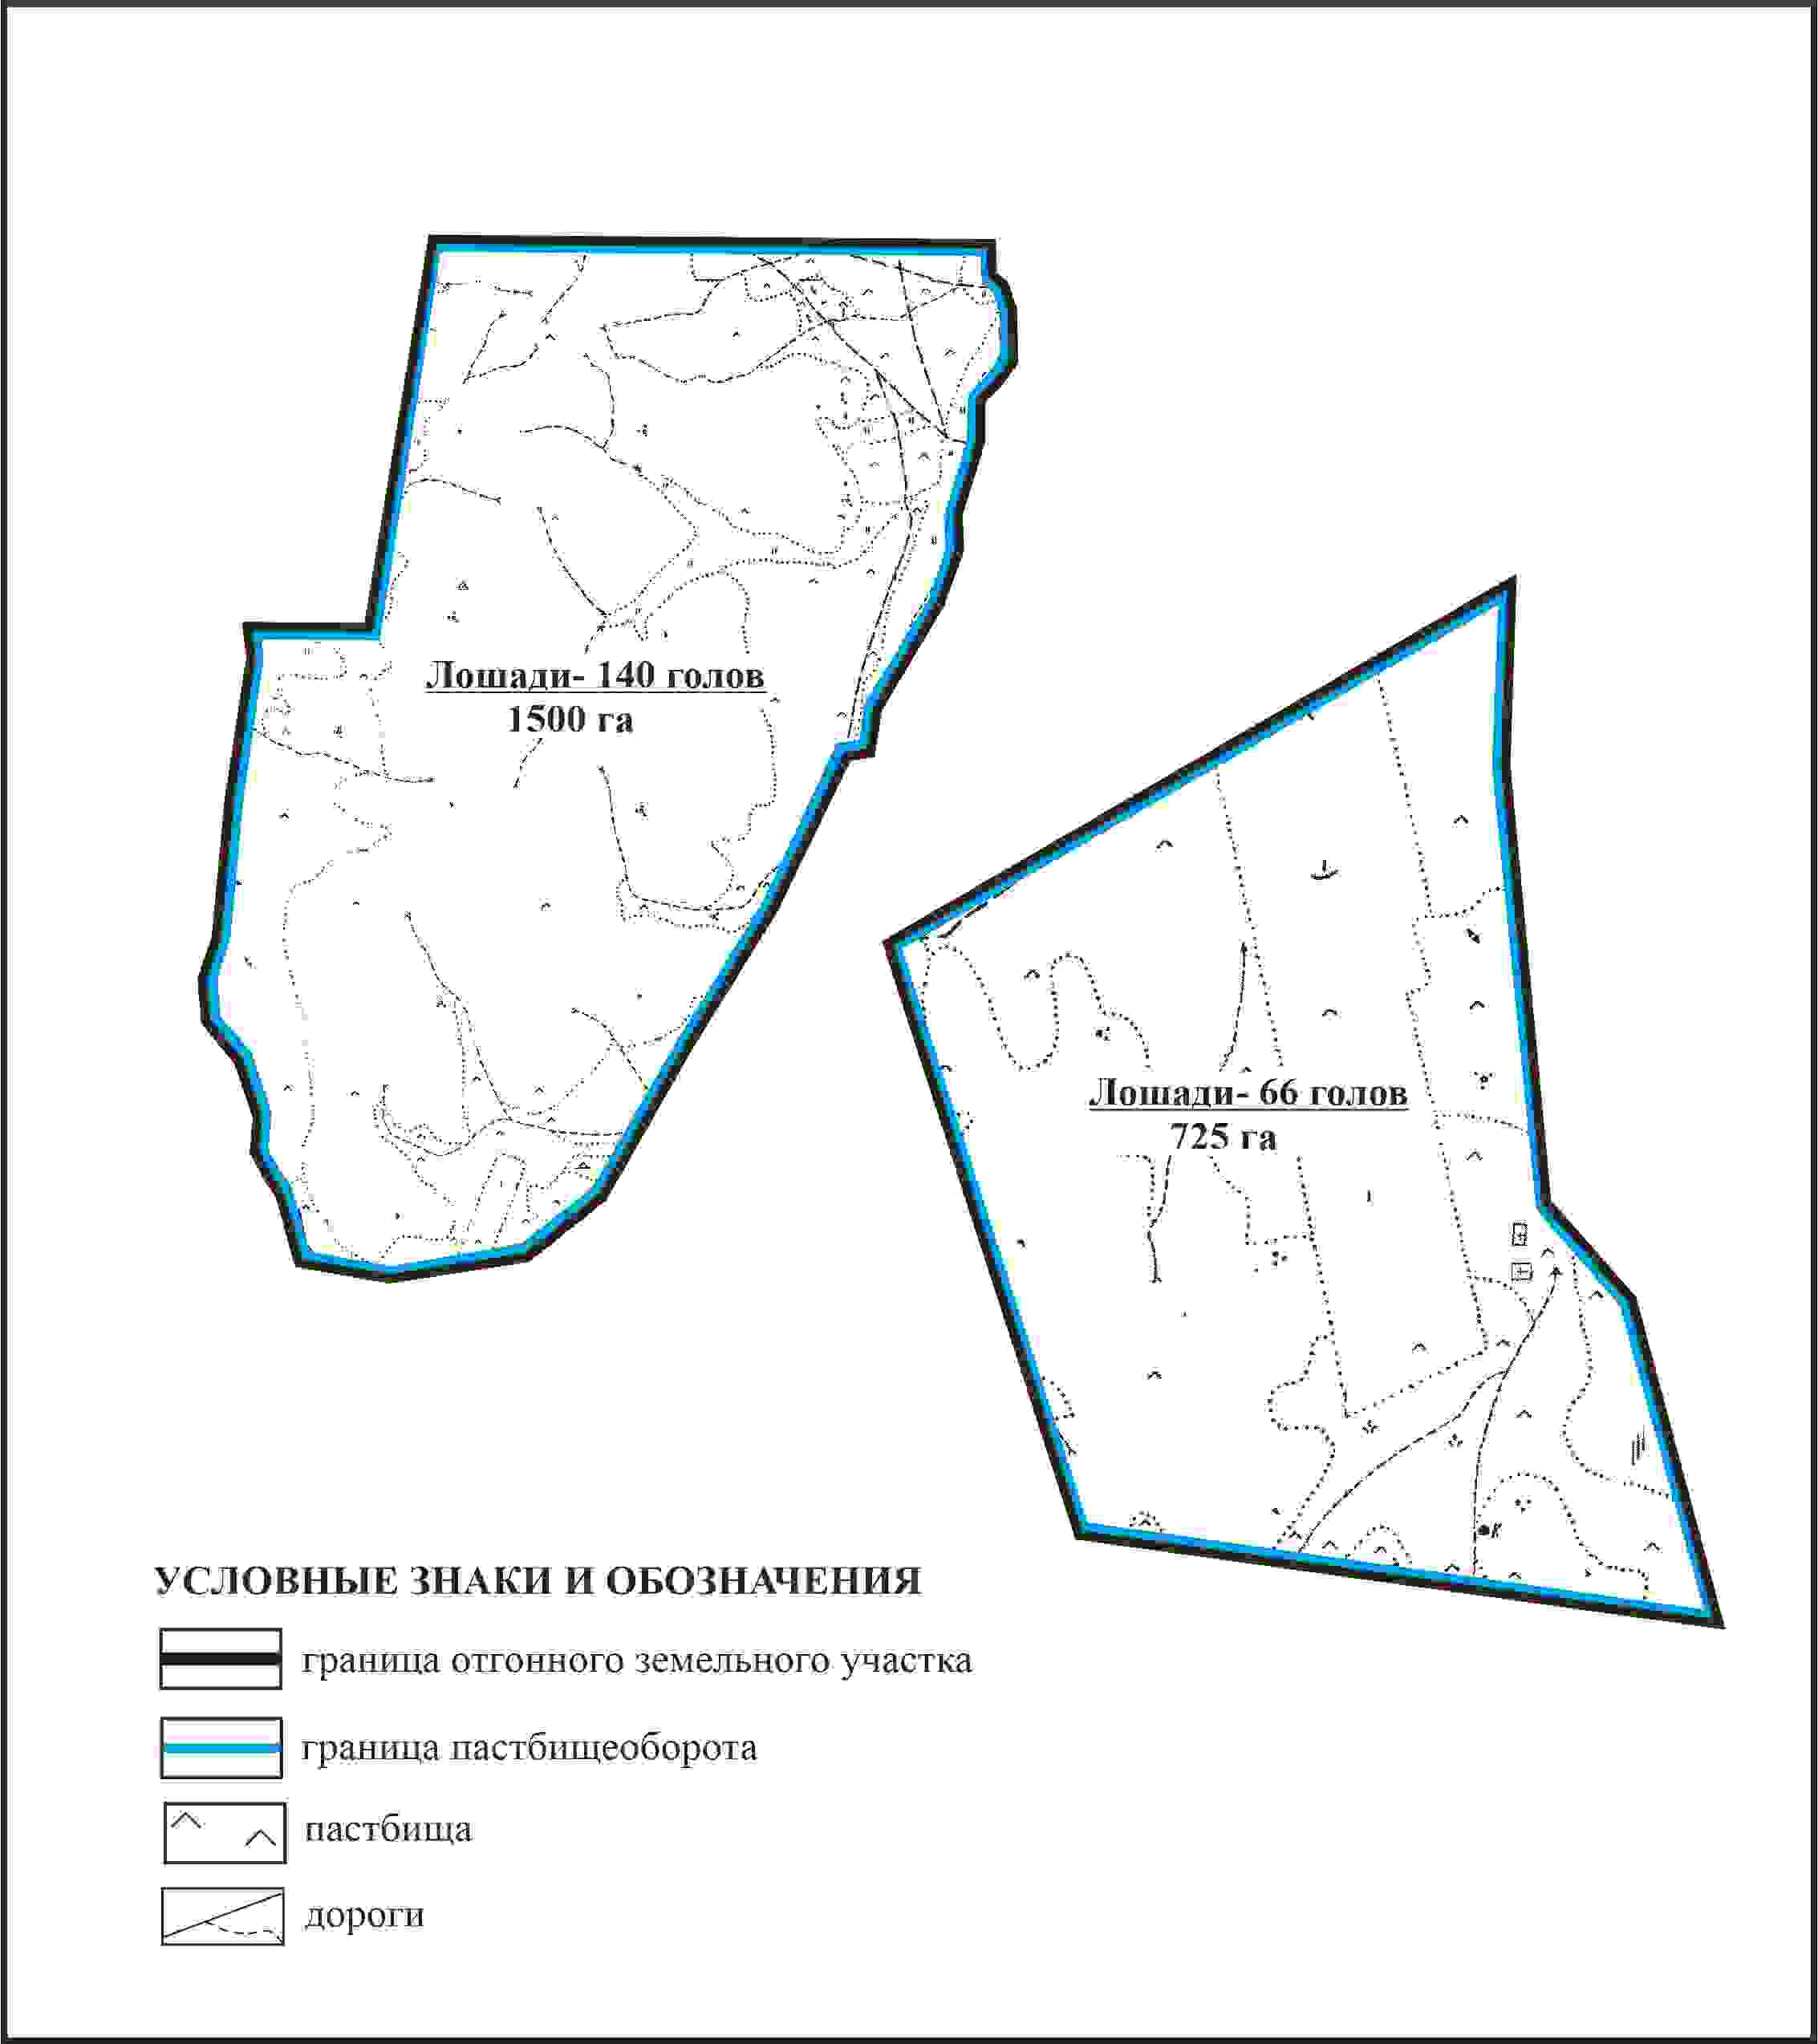 Лошади- 140 голов
1500 га
Лошади- 66 голов
725 га
К
УСЛОВНЫЕ ЗНАКИ И ОБОЗНАЧЕНИЯ
граница отгонного земельного участка
граница пастбищеоборота
пастбища
дороги